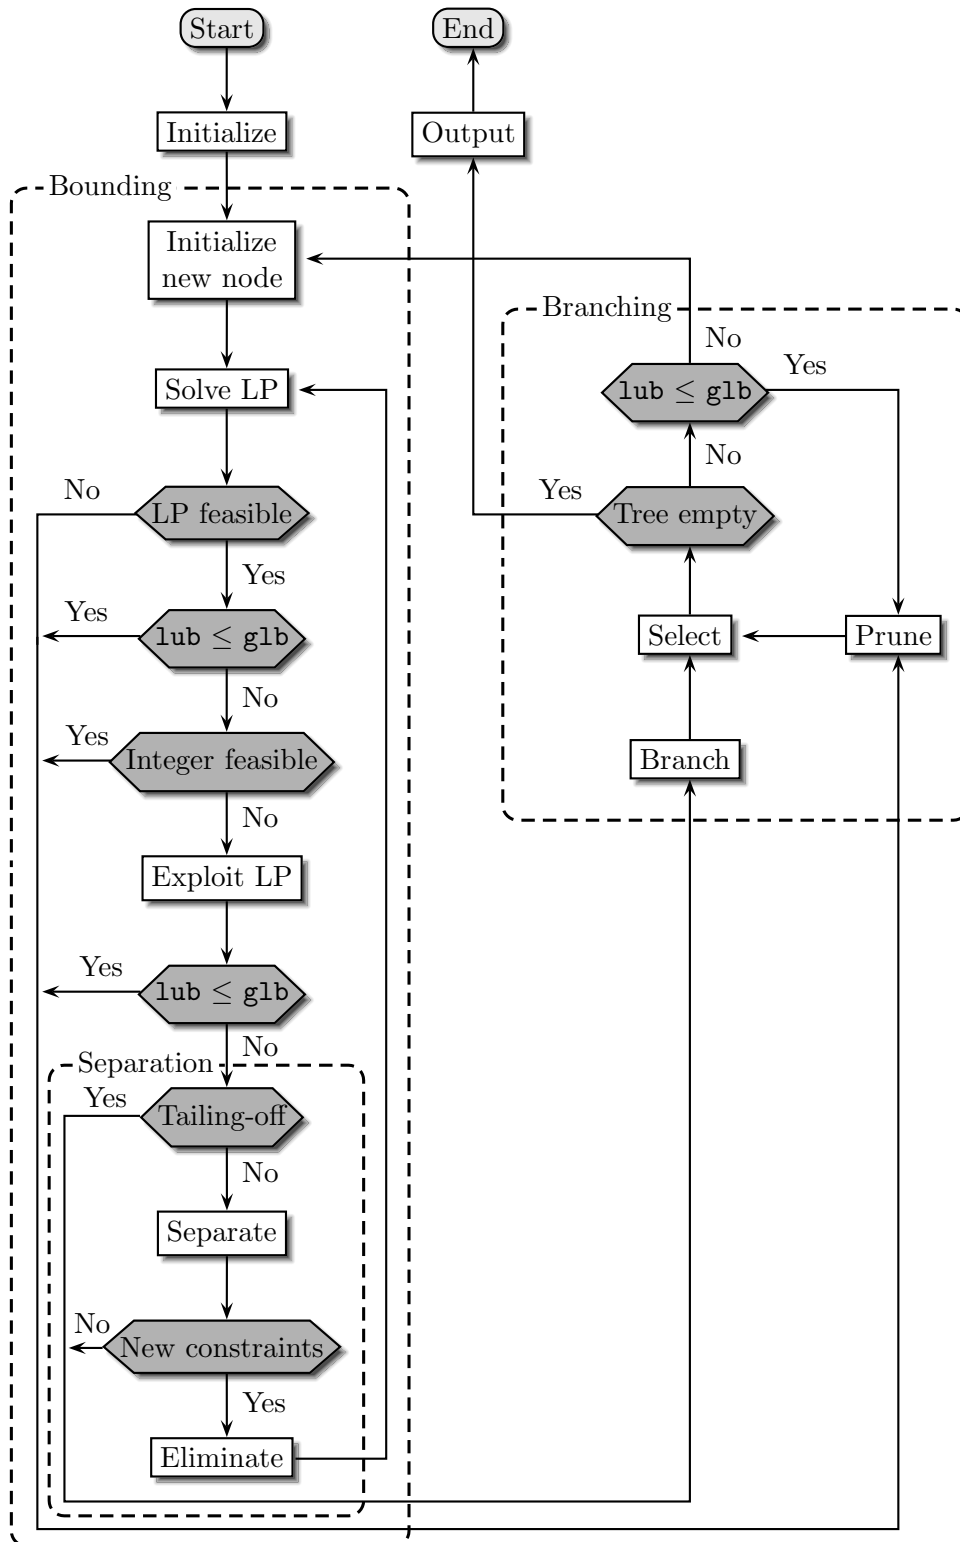 Start
End
Initialize
Output
Bounding
Initialize
new node
Branching
No
Yes
lub ≤ glb
Solve LP
lub ≤ glb
No
No
Yes
LP feasible
Tree empty
Yes
Yes
lub ≤ glb
Select
Prune
No
Yes
Integer feasible
Branch
No
Exploit LP
Yes
lub ≤ glb
No
Separation
Yes
Tailing-off
No
Separate
No
New constraints
Yes
Eliminate